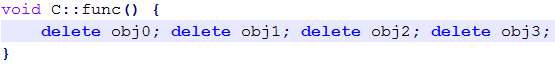 void C::func() {
    delete obj0; delete obj1; delete obj2; delete obj3;
}